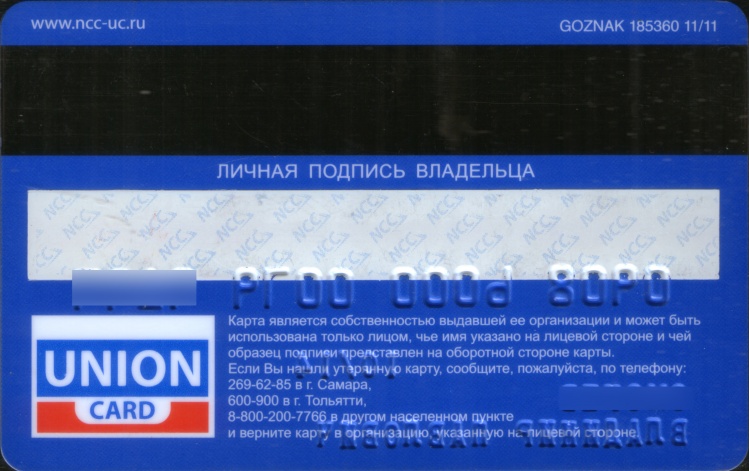 www.ncc-uc.ru
GOZNAK 185360 11/11
ЛИЧНАЯ ПОДПИСЬ ВЛАДЕЛЬЦА
UNION
CARD
Карта является собственностью выдавшей ее организации и может быть
использована только лицом, чье имя указано на лицевой стороне и чей
образец подписи представлен на оборотной стороне карты.
Если Вы нашли утерянную карту, сообщите, пожалуйста, по телефону:
269-62-85 в г. Самара,
600-900 в г. Тольятти,
8-800-200-7766 в другом населенном пункте
и верните карту в организацию, указанную на лицевой стороне.